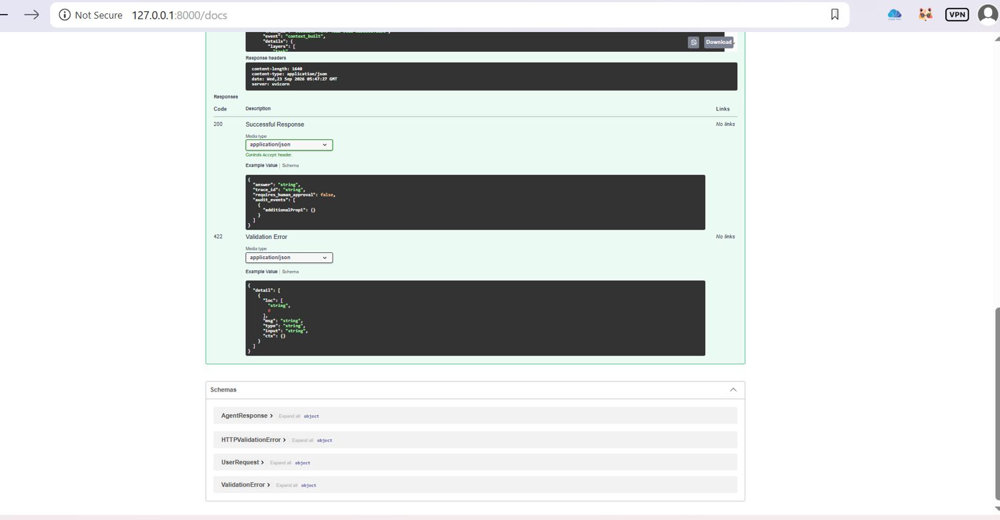 Not Secure 127.0.0.1:8000/docs VPN
"event": "context_built",
"details": {
"layers": [
Download
Response headers
content-length: 1640
content-type: application/json
date: Wed,23 Sep 2026 05:47:27 GMT
server: uvicorn
Responses
Code Description Links
200 Successful Response No links
Media type
application/json
Controls Accept header.
Example Value | Schema
{
"answer": "string",
"trace_id": "string",
"requires_human_approval": false,
"audit_events": [
{
"additionalProp1": {}
}
]
}
422 Validation Error No links
Media type
application/json
Example Value | Schema
{
"detail": [
{
"loc": [
"string",
0
],
"msg": "string",
"type": "string",
"input": "string",
"ctx": {}
}
]
}
Schemas
AgentResponse Expand all object
HTTPValidationError Expand all object
UserRequest Expand all object
ValidationError Expand all object